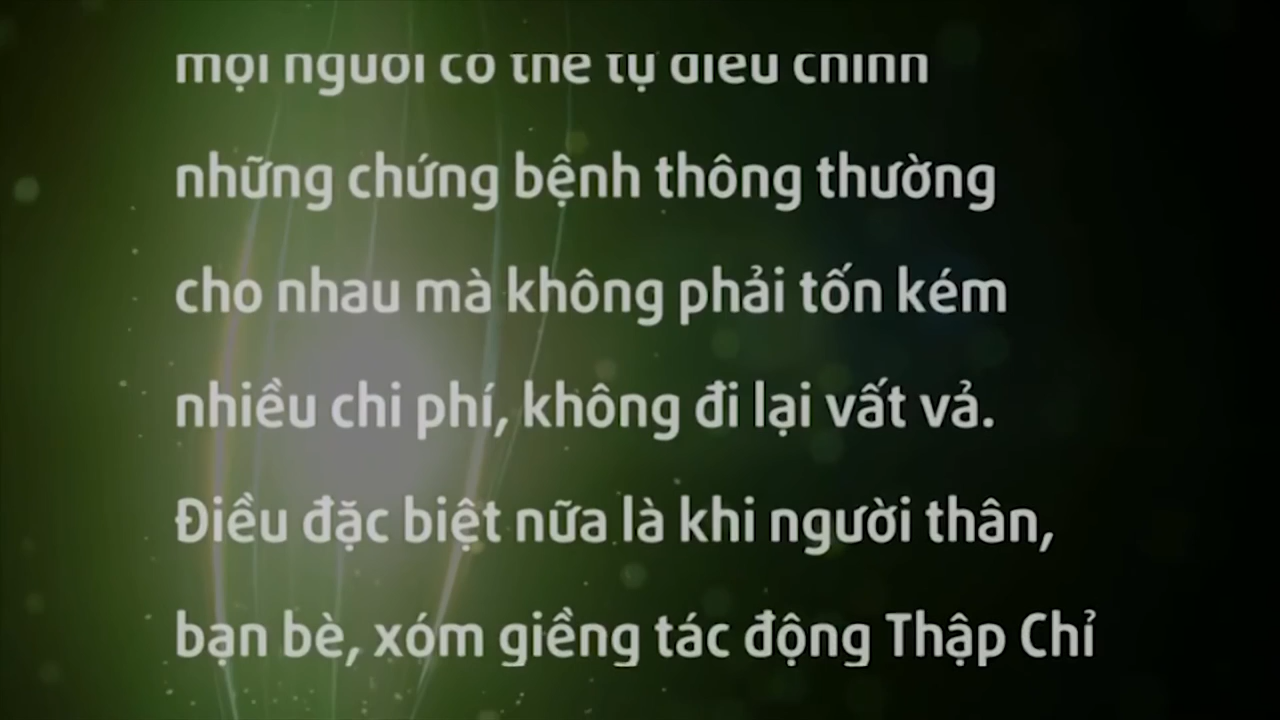 mọi người có thể tự điều chỉnh
những chứng bệnh thông thường
cho nhau mà không phải tốn kém
nhiều chi phí, không đi lại vất vả.
Điều đặc biệt nữa là khi người thân,
bạn bè, xóm giềng tác động Thập Chỉ